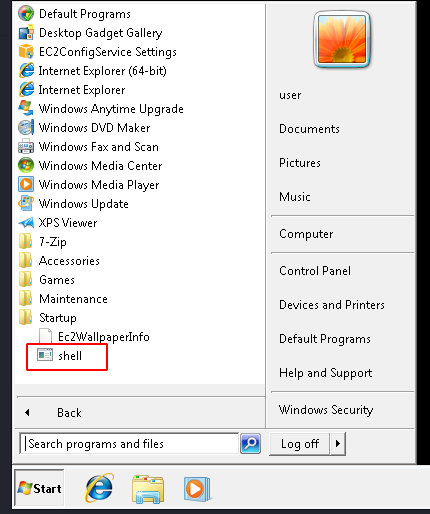 Default Programs
Desktop Gadget Gallery
EC2ConfigService Settings
Internet Explorer (64-bit)
Internet Explorer
Windows Anytime Upgrade
Windows DVD Maker
Windows Fax and Scan
Windows Media Center
Windows Media Player
Windows Update
XPS Viewer
7-Zip
Accessories
Games
Maintenance
Startup
Ec2WallpaperInfo
shell
Back
Search programs and files
user
Documents
Pictures
Music
Computer
Control Panel
Devices and Printers
Default Programs
Help and Support
Windows Security
Log off
Start